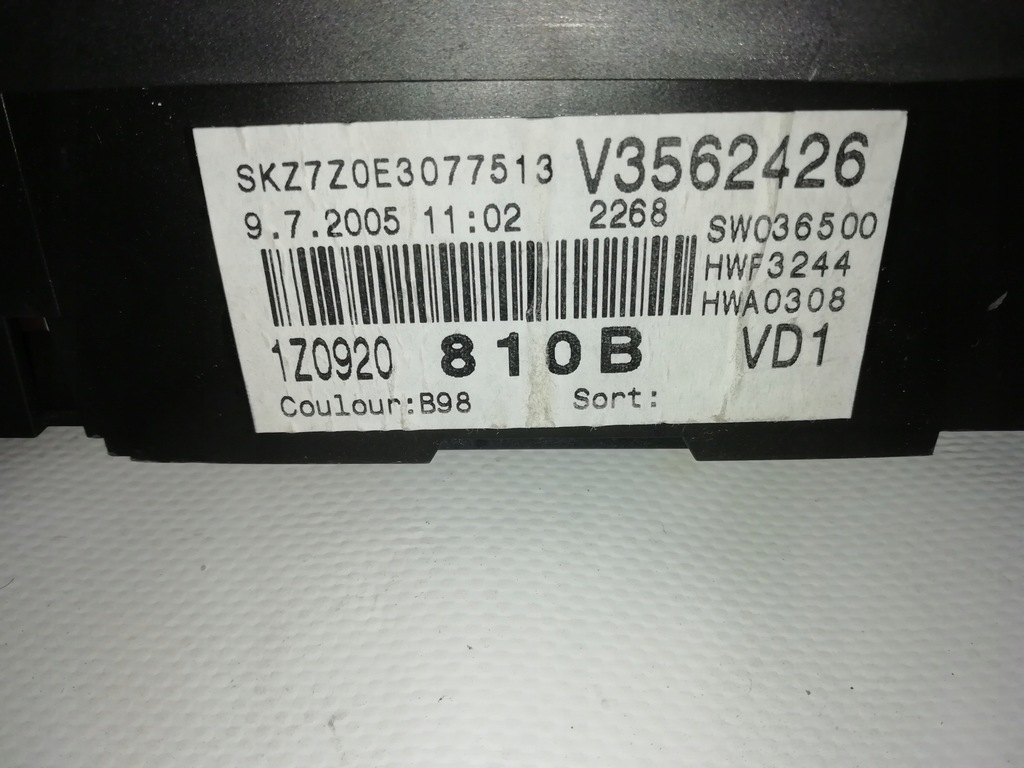 SKZ7Z0E3077513 V3562426
9.7.2005 11:02 2268 SW036500
HWF3244
HWA0308
1Z0920 810B VD1
Coulour:B98 Sort: